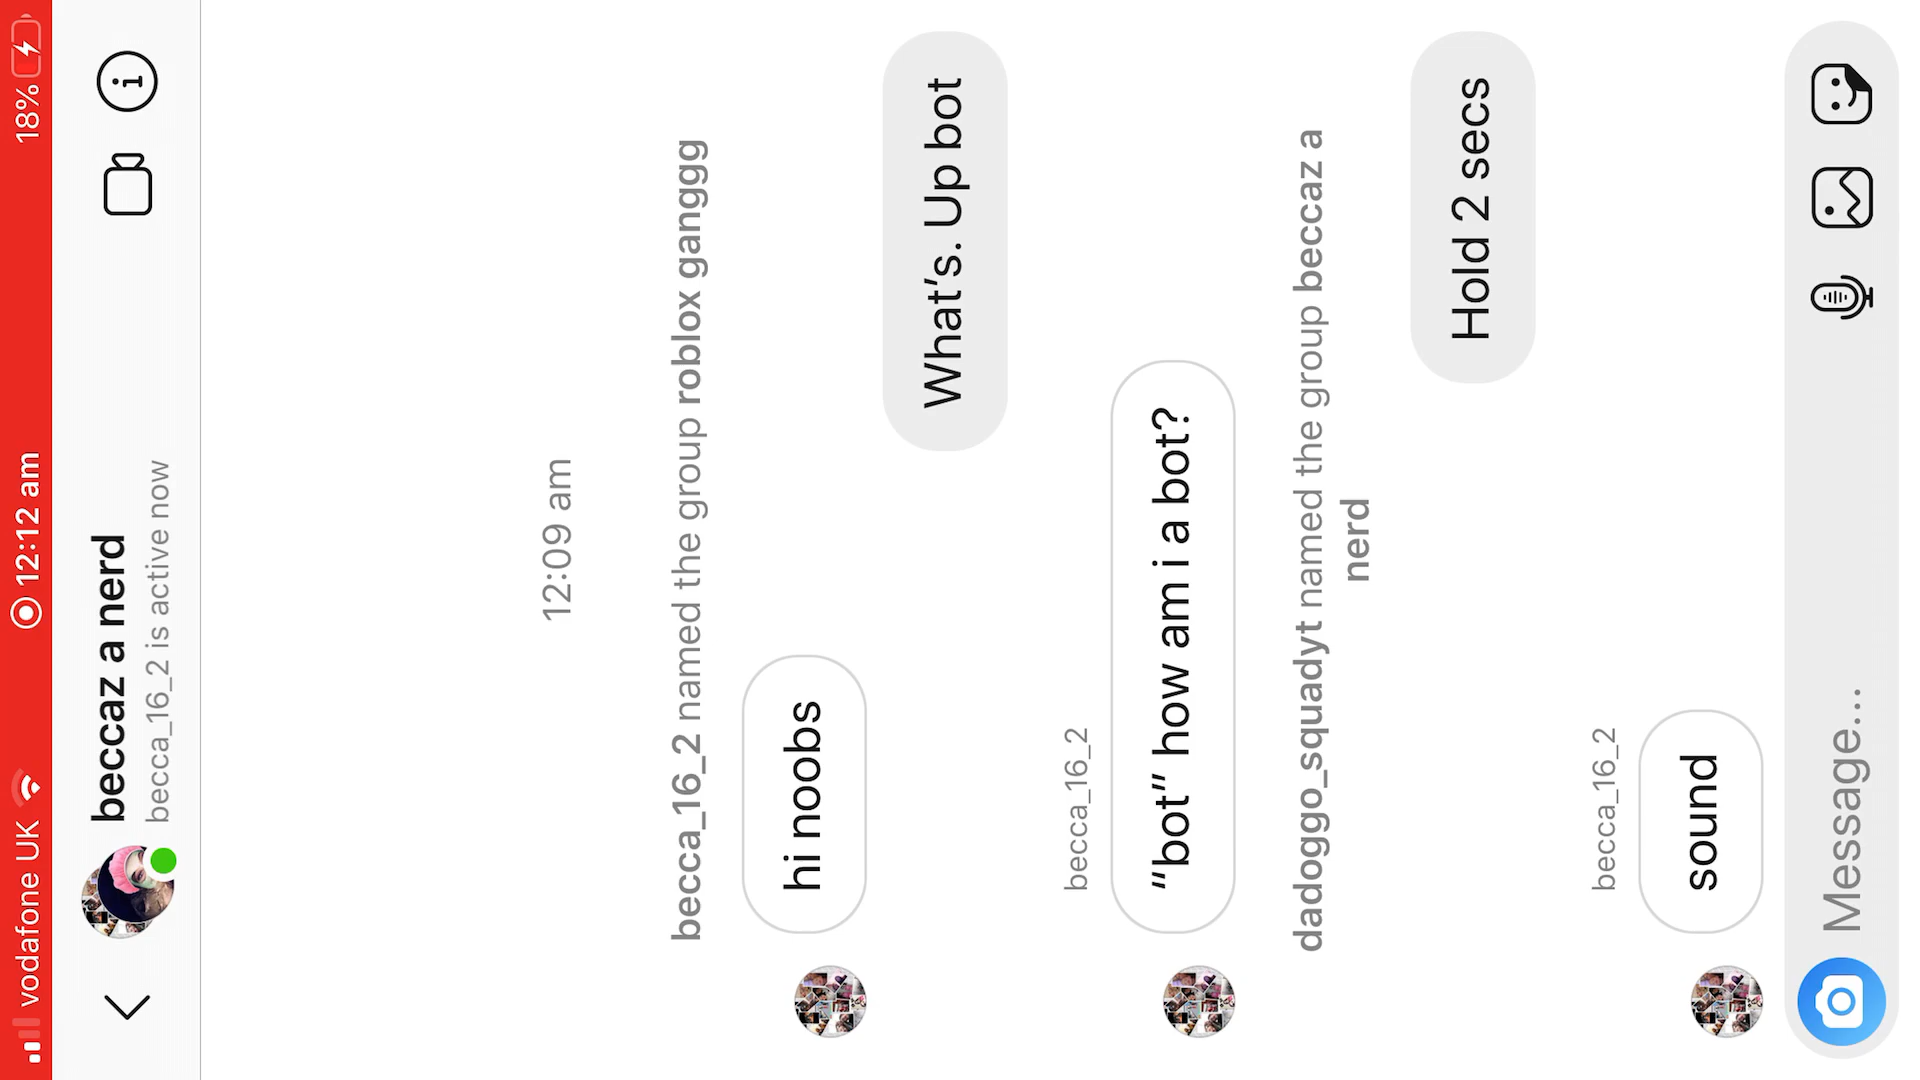 vodafone UK 12:12 am 18%
beccaz a nerd
becca_16_2 is active now
12:09 am
becca_16_2 named the group roblox ganggg
hi noobs
What's. Up bot
becca_16_2
“bot” how am i a bot?
dadoggo_squadyt named the group beccaz a
nerd
Hold 2 secs
becca_16_2
sound
Message...